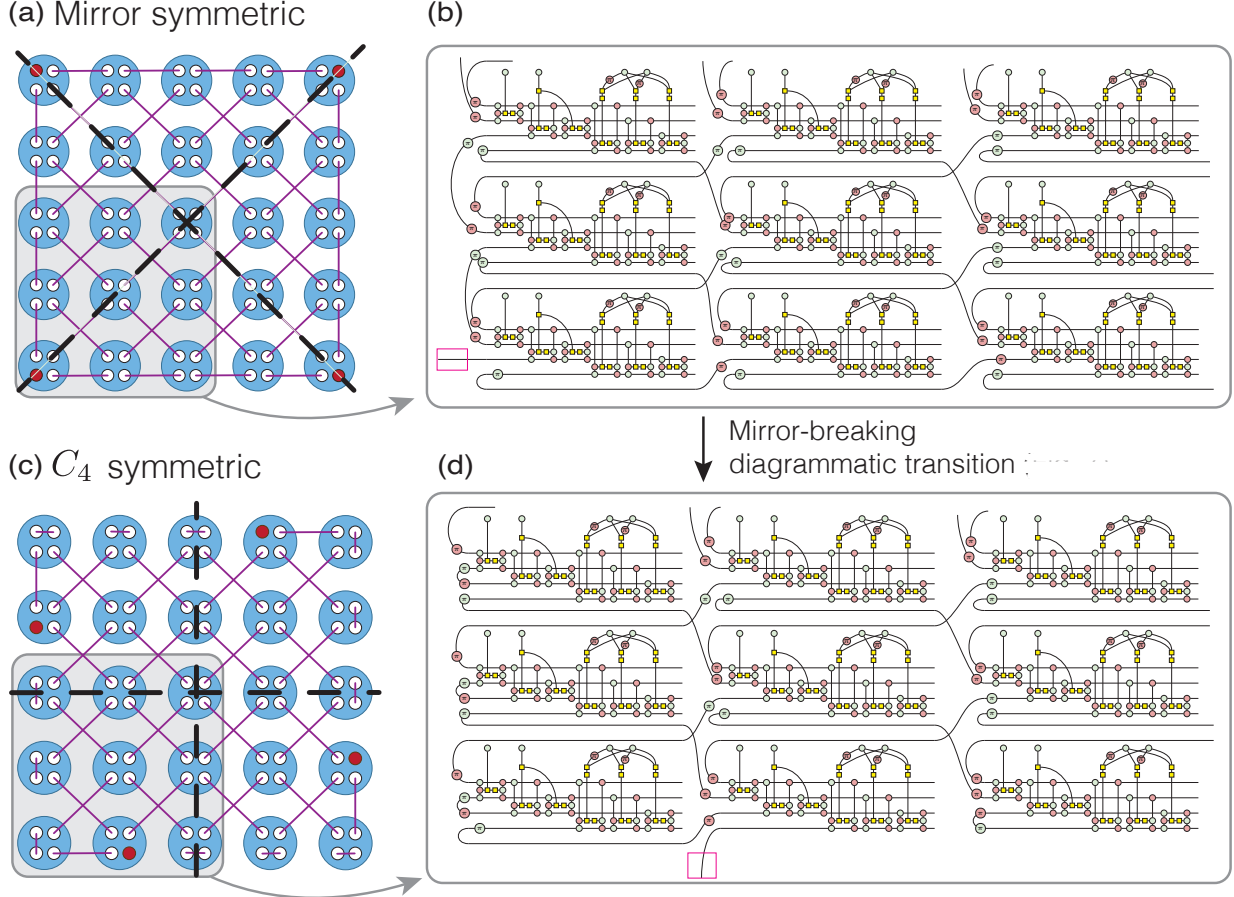 (a) Mirror symmetric
(b)
Mirror-breaking
diagrammatic transition
(c) C₄ symmetric
(d)